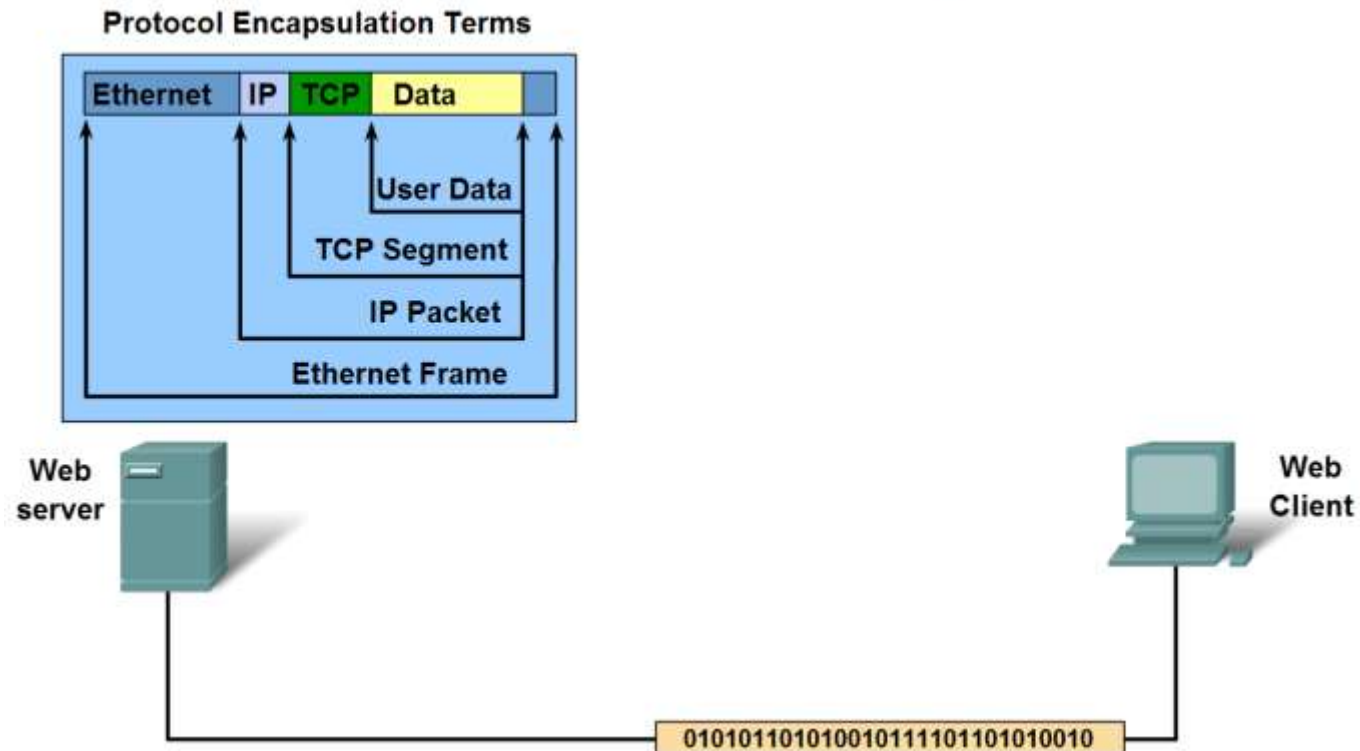 Protocol Encapsulation Terms
Ethernet IP TCP Data
User Data
TCP Segment
IP Packet
Ethernet Frame
Web
server
Web
Client
0101011010100101111011010100010